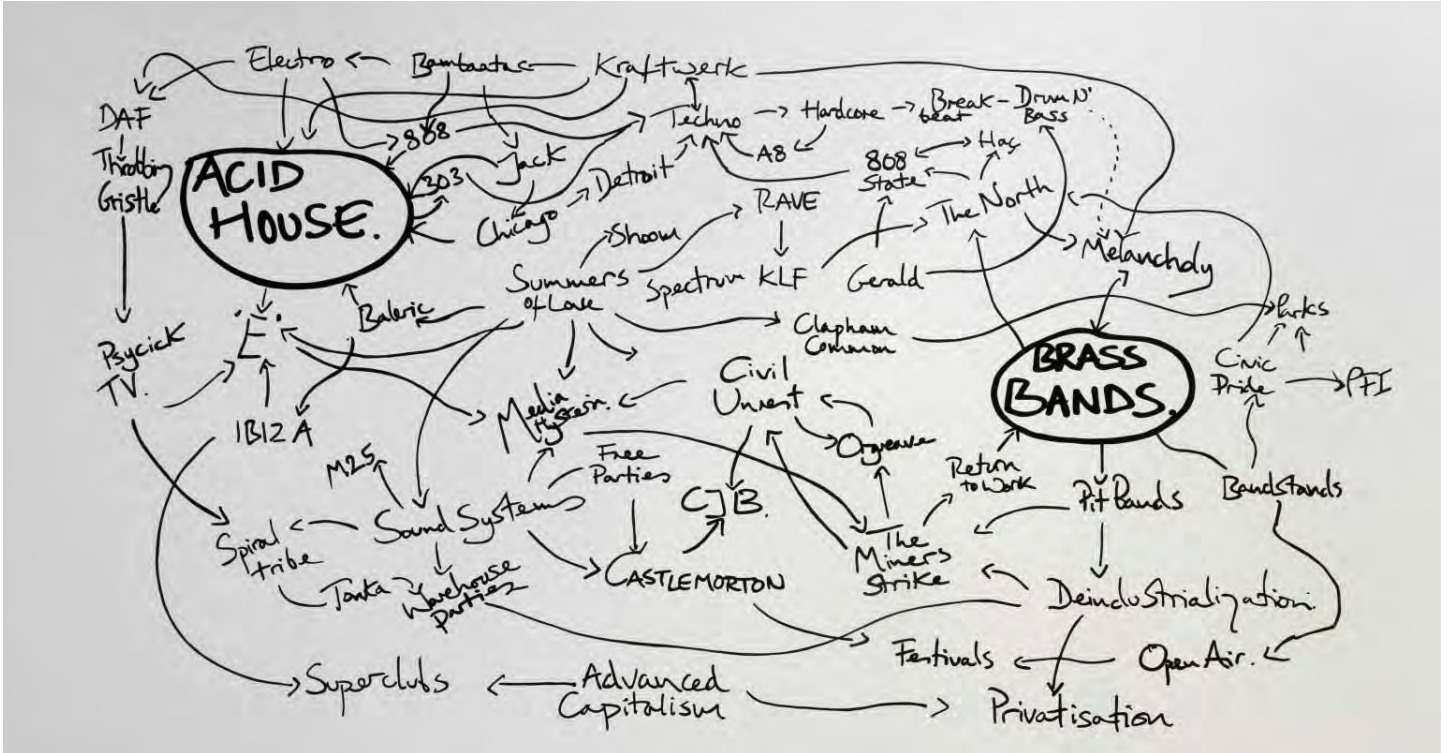 Electro
Bambaataa
Kraftwerk
DAF
808
Techno
Hardcore
Break-
beat
Drum N'
Bass
Throbbing
Gristle
ACID
HOUSE.
303
Jack
A8
808
State
Haç
Detroit
Chicago
RAVE
The North
Shoom
Melancholy
Summers
of Love
Spectrum
KLF
Gerald
'E'.
Baleric
Clapham
Common
Parks
Psycick
TV.
BRASS
BANDS.
Civic
Pride
PFI
Civil
Unrest
Media
Hysteria.
IBIZA
Orgreave
M25
Free
Parties
Return
to Work
Pit Bands
Bandstands
CJB.
Sound Systems
Spiral
tribe
The
Miners
Strike
CASTLEMORTON
Tonka
Warehouse
Parties
Deindustrialization.
Festivals
Open Air.
Superclubs
Advanced
Capitalism
Privatisation